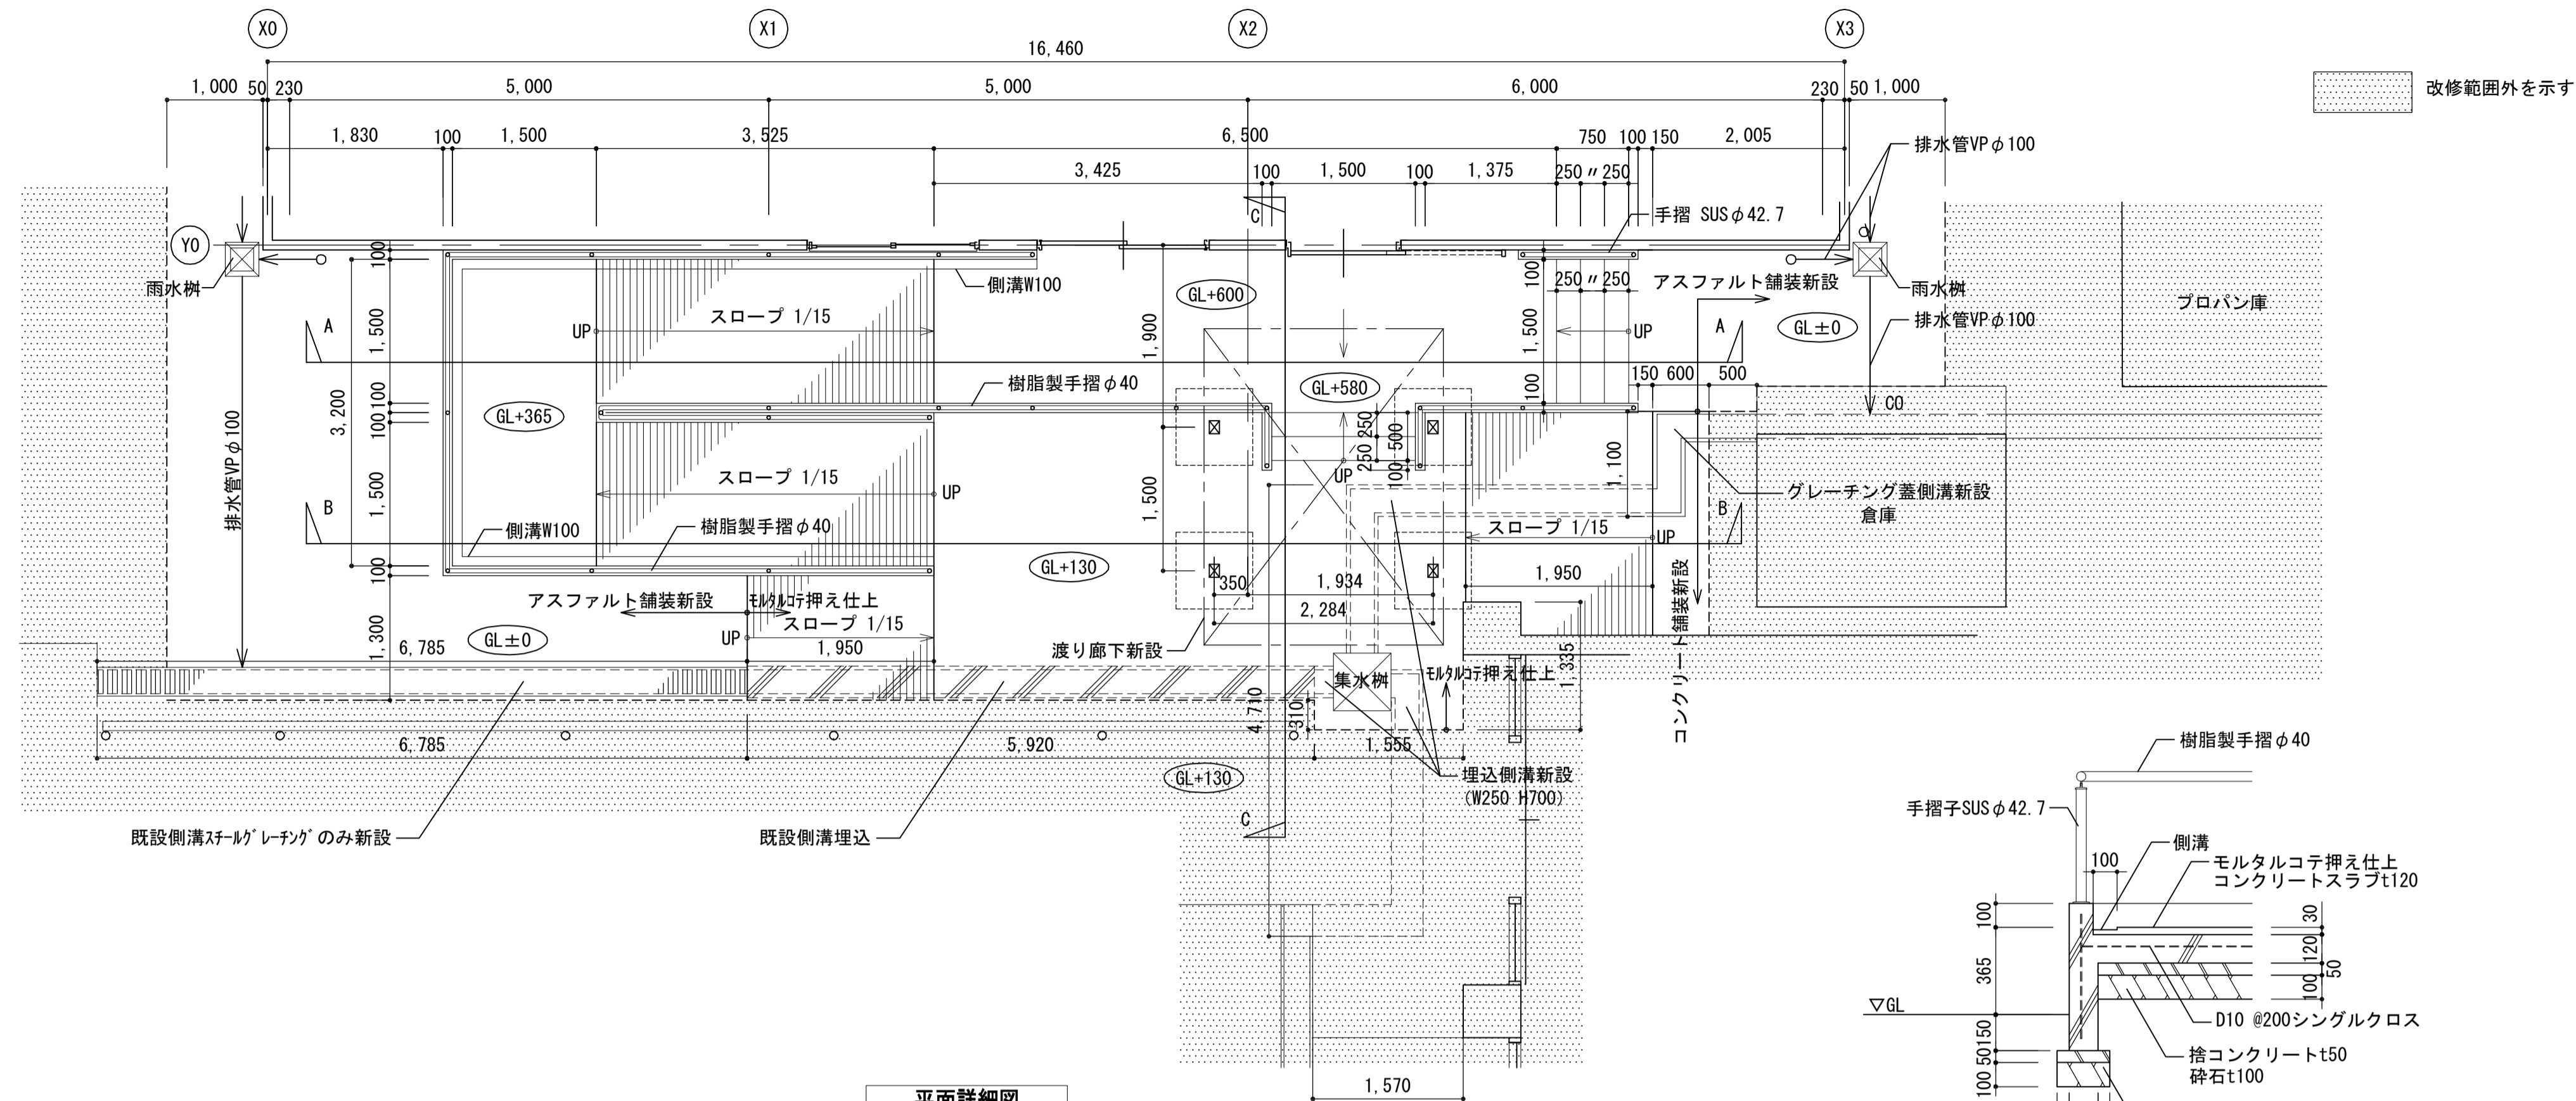 X0
X1
X2
X3
16,460
1,000
50
230
5,000
5,000
6,000
230
50
1,000
改修範囲外を示す
1,830
100
1,500
3,525
6,500
750
100
150
2,005
排水管VPφ100
3,425
100
1,500
100
1,375
250 〃 250
C
手摺 SUSφ42.7
Y0
100
雨水桝
側溝W100
GL+600
100
250 〃 250
アスファルト舗装新設
雨水桝
プロパン庫
スロープ 1/15
UP
A
1,500
1,900
1,500
UP
A
GL±0
排水管VPφ100
3,200
100
100
GL+365
樹脂製手摺φ40
GL+580
100
150
600
500
CO
排水管VPφ100
スロープ 1/15
UP
B
1,500
1,500
250
250
500
100
UP
1,100
グレーチング蓋側溝新設
倉庫
B
側溝W100
樹脂製手摺φ40
スロープ 1/15
UP
GL+130
100
350
1,934
1,950
2,284
アスファルト舗装新設
ﾓﾙﾀﾙｺﾃ押え仕上
スロープ 1/15
UP
GL±0
1,300
6,785
1,950
渡り廊下新設
コンクリート舗装新設
集水桝
ﾓﾙﾀﾙｺﾃ押え仕上
1,335
4,710
310
6,785
5,920
1,555
GL+130
埋込側溝新設
(W250 H700)
C
既設側溝ｽﾁｰﾙｸﾞﾚｰﾁﾝｸﾞのみ新設
既設側溝埋込
樹脂製手摺φ40
手摺子SUSφ42.7
側溝
100
モルタルコテ押え仕上
コンクリートスラブt120
100
30
365
120
50
100
▽GL
D10 @200シングルクロス
150
50
100
捨コンクリートt50
砕石t100
1,570
平面詳細図